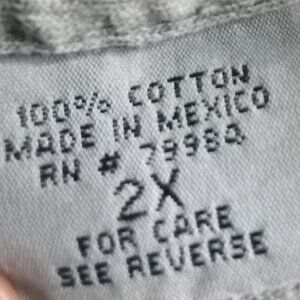 100% COTTON
MADE IN MEXICO
RN # 79984
2X
FOR CARE
SEE REVERSE